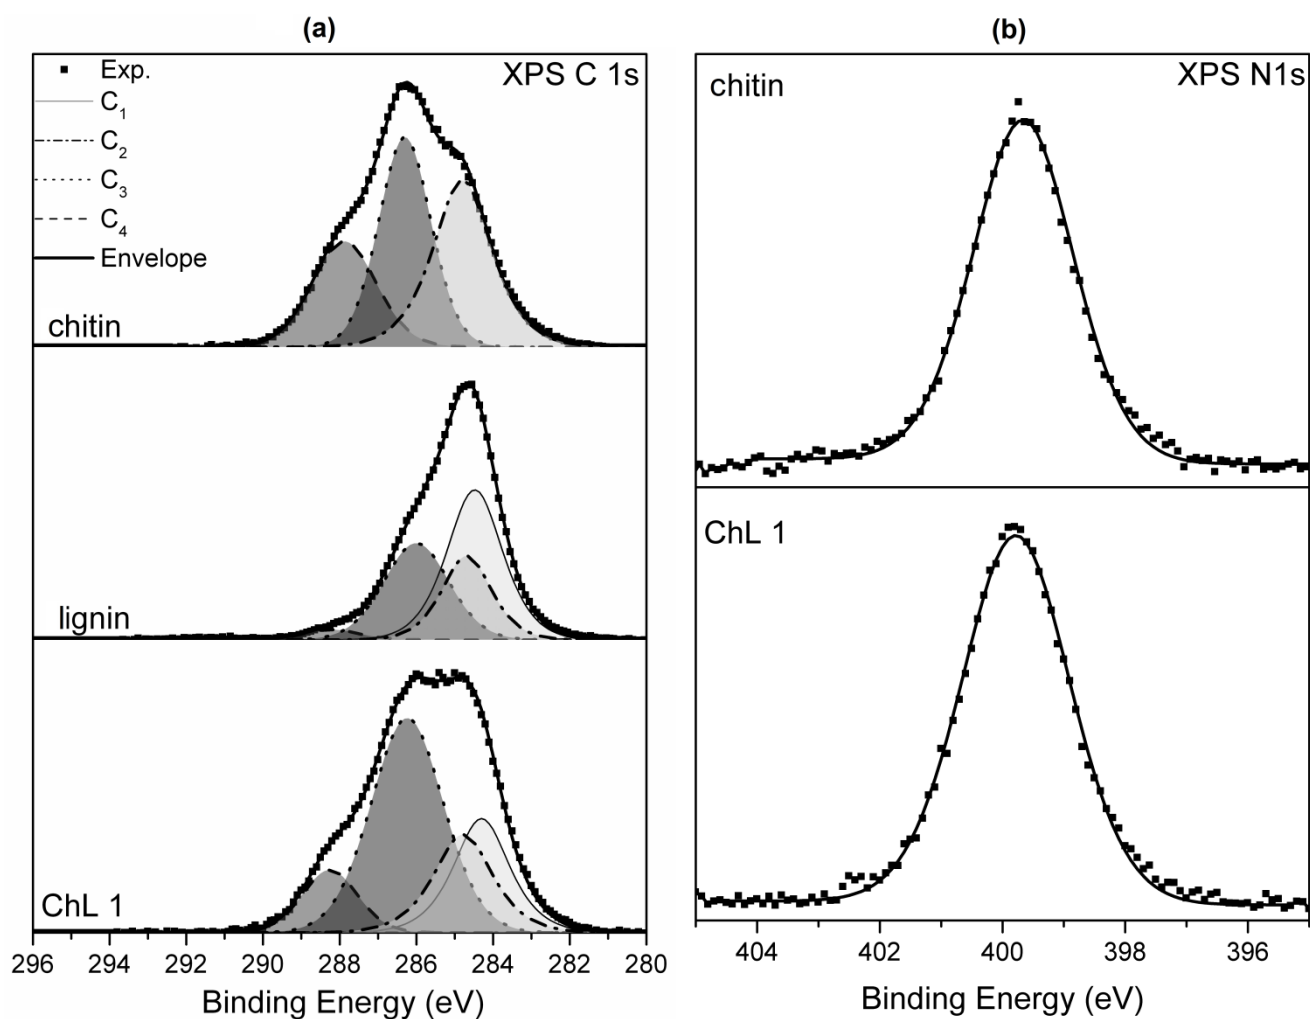 (a)
XPS C 1s
Exp.
C1
C2
C3
C4
Envelope
chitin
lignin
ChL 1
296 294 292 290 288 286 284 282 280
Binding Energy (eV)
(b)
chitin
XPS N1s
ChL 1
404 402 400 398 396
Binding Energy (eV)